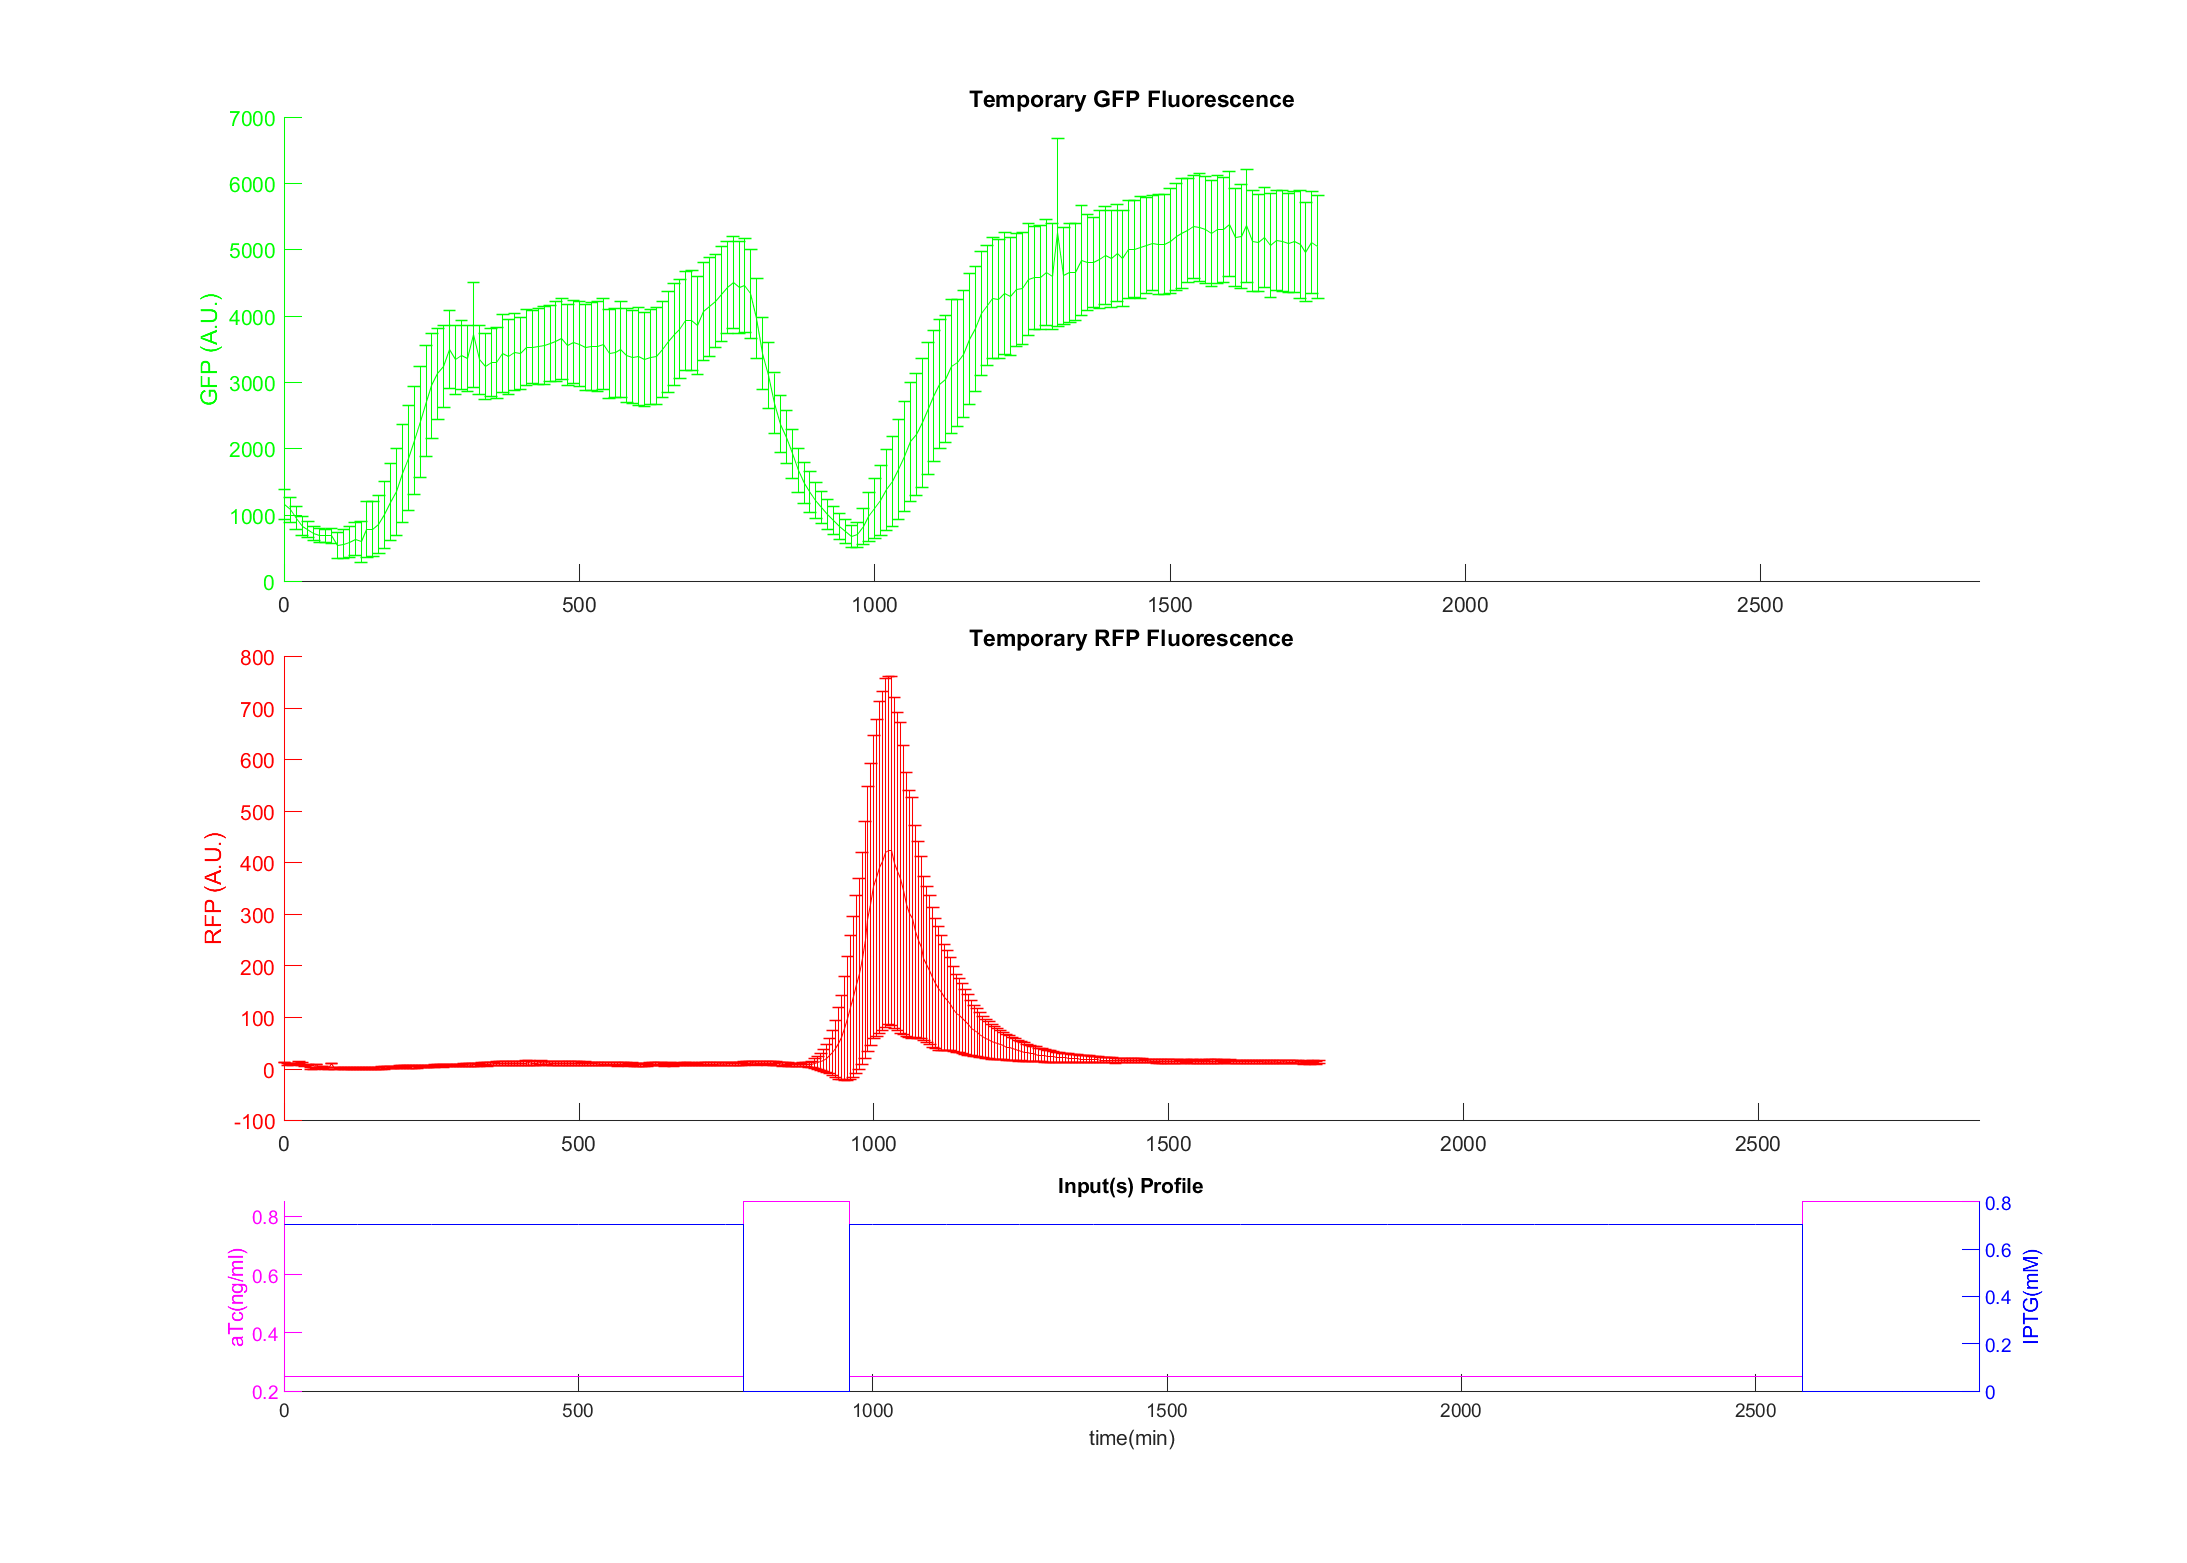 Temporary GFP Fluorescence
7000
6000
5000
4000
3000
2000
1000
0
GFP (A.U.)
0 500 1000 1500 2000 2500
Temporary RFP Fluorescence
800
700
600
500
400
300
200
100
0
-100
RFP (A.U.)
0 500 1000 1500 2000 2500
Input(s) Profile
0.8
0.6
0.4
0.2
aTc(ng/ml)
0.8
0.6
0.4
0.2
0
IPTG(mM)
0 500 1000 1500 2000 2500
time(min)